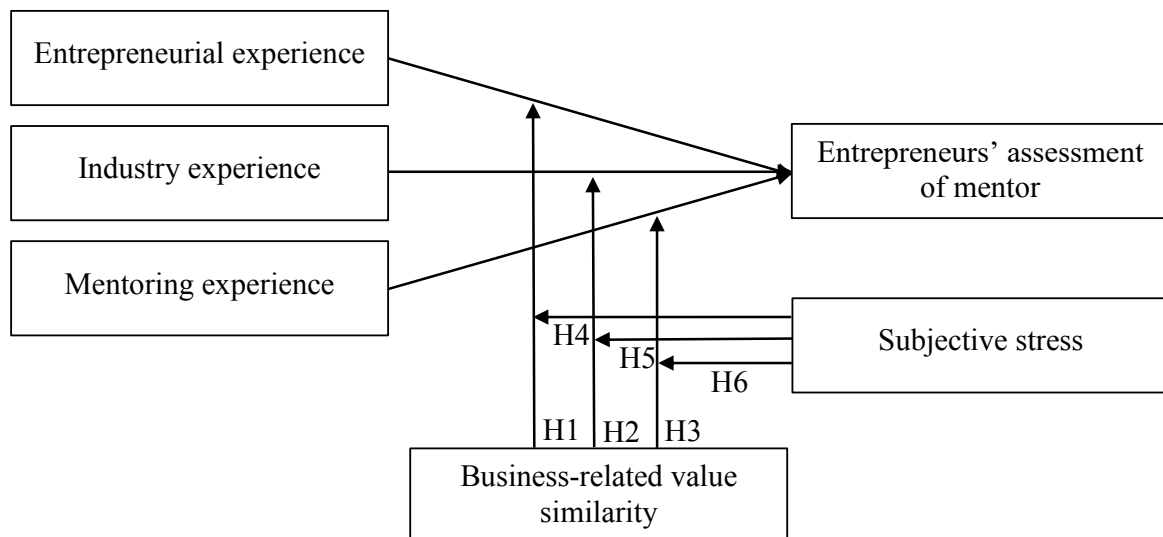 Entrepreneurial experience
Industry experience
Mentoring experience
Entrepreneurs’ assessment
of mentor
Subjective stress
H4
H5
H6
H1
H2
H3
Business-related value
similarity